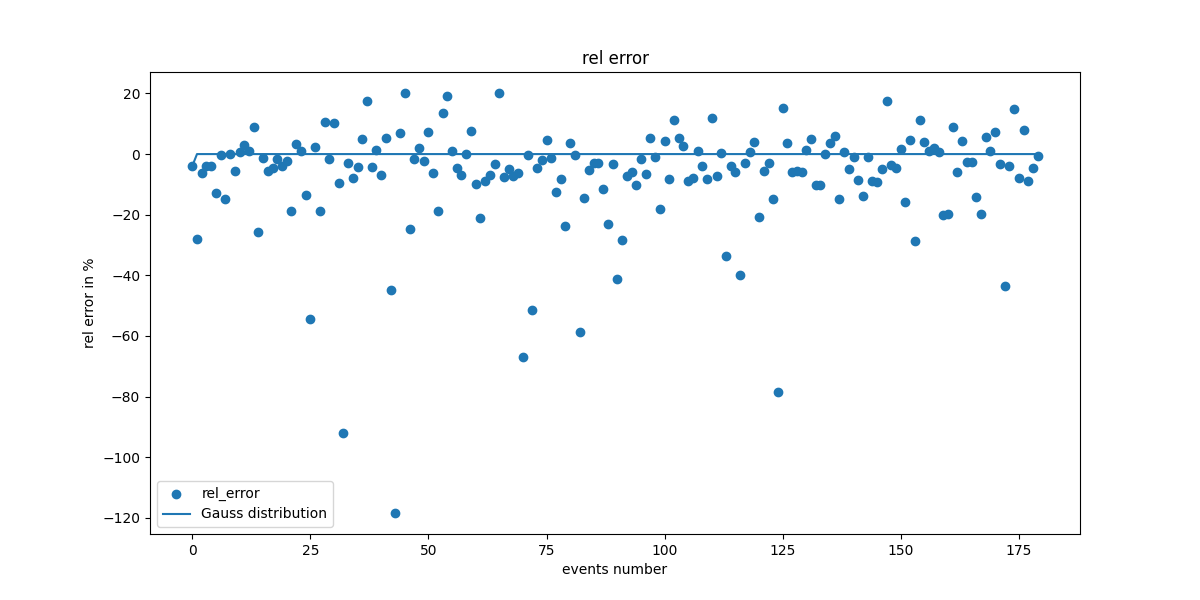 rel error
20
0
−20
−40
−60
−80
−100
−120
rel error in %
rel_error
Gauss distribution
0 25 50 75 100 125 150 175
events number